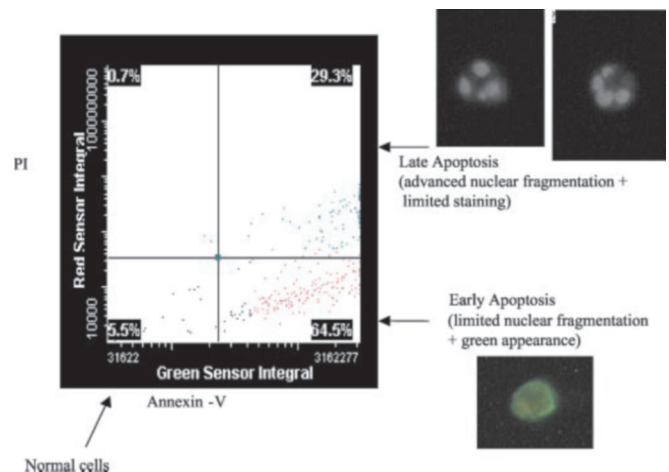 0.7%
29.3%
1000000000
PI
Red Sensor Integral
10000
5.5%
64.5%
31622
3162277
Green Sensor Integral
Annexin -V
Normal cells
Late Apoptosis
(advanced nuclear fragmentation +
limited staining)
Early Apoptosis
(limited nuclear fragmentation
+ green appearance)